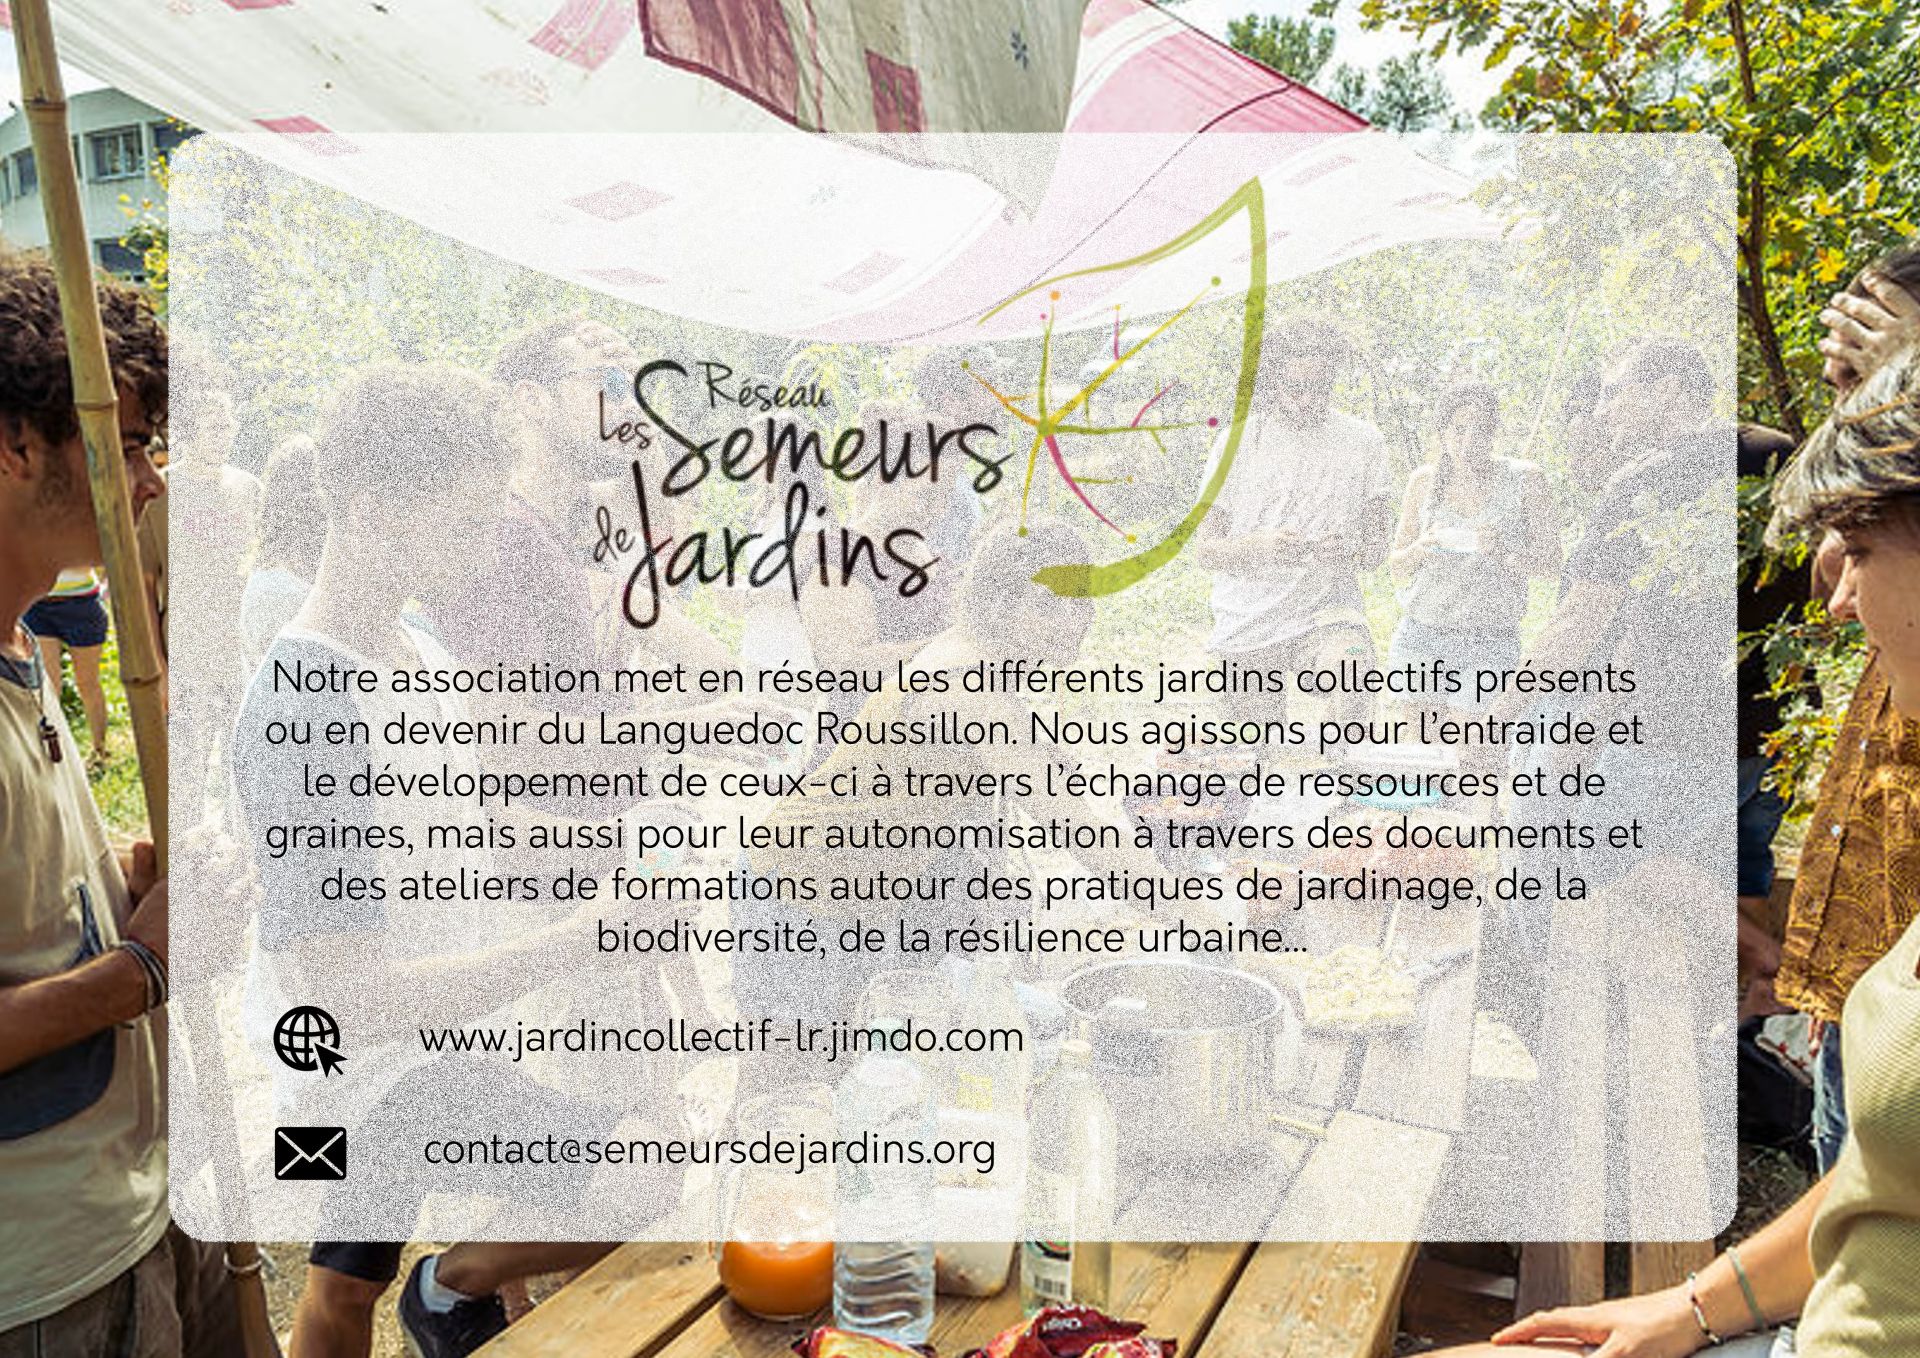 Réseau
Les Semeurs
de Jardins
Notre association met en réseau les différents jardins collectifs présents
ou en devenir du Languedoc Roussillon. Nous agissons pour l'entraide et
le développement de ceux-ci à travers l'échange de ressources et de
graines, mais aussi pour leur autonomisation à travers des documents et
des ateliers de formations autour des pratiques de jardinage, de la
biodiversité, de la résilience urbaine...
www.jardincollectif-lr.jimdo.com
contact@semeursdejardins.org